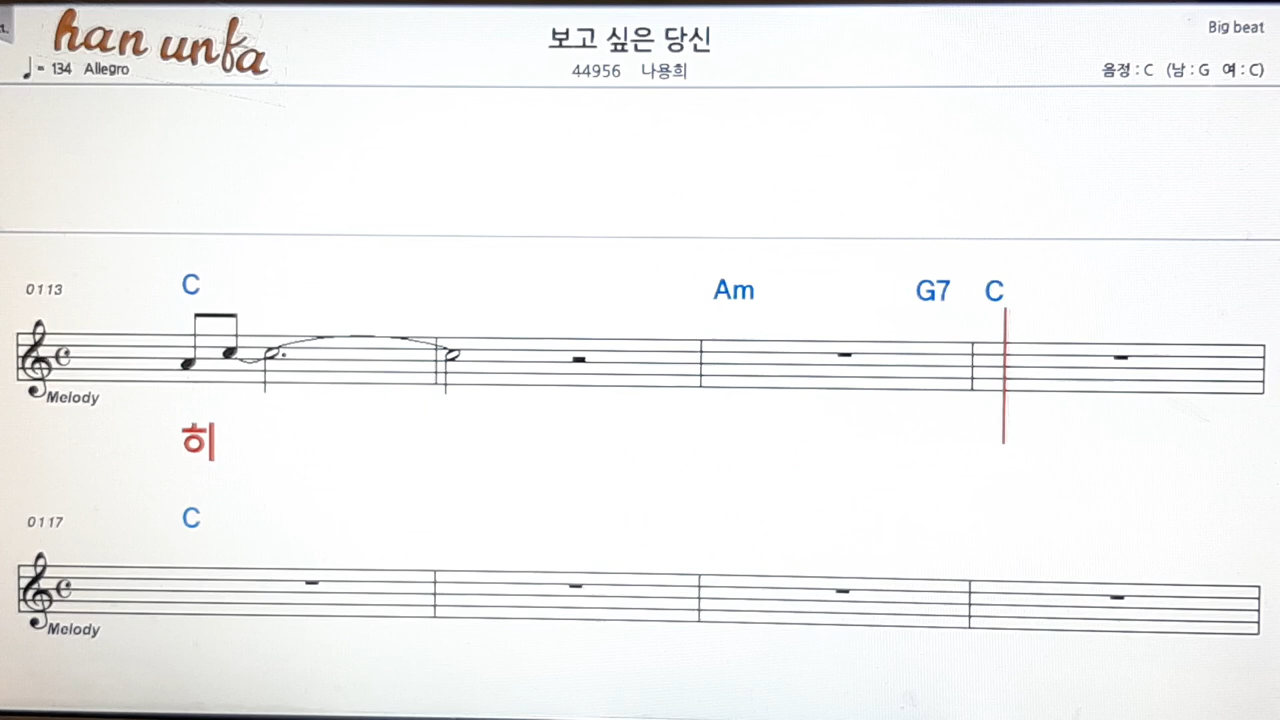 han unfa
보고 싶은 당신
Big beat
♩= 134 Allegro
44956 나용희
음정 : C (남 : G 여 : C)
0113
C Am G7 C
Melody
히
0117
C
Melody